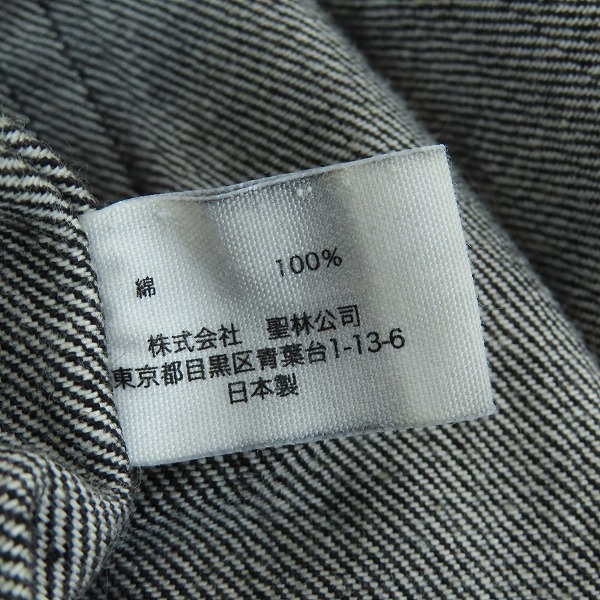 綿 100%
株式会社 聖林公司
東京都目黒区青葉台1-13-6
日本製